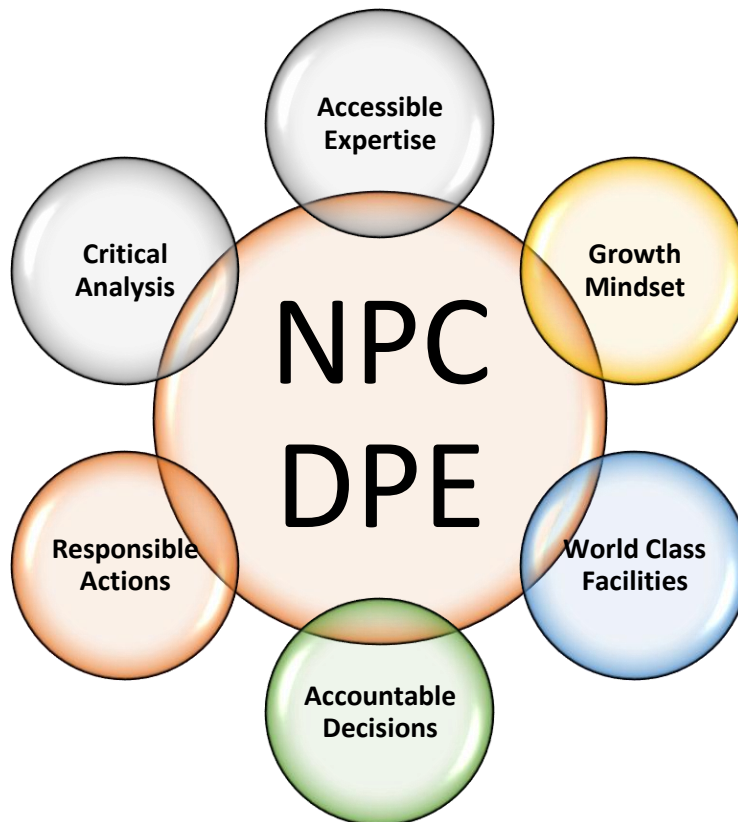 Accessible
Expertise
Growth
Mindset
World Class
Facilities
Accountable
Decisions
Responsible
Actions
Critical
Analysis
NPC
DPE